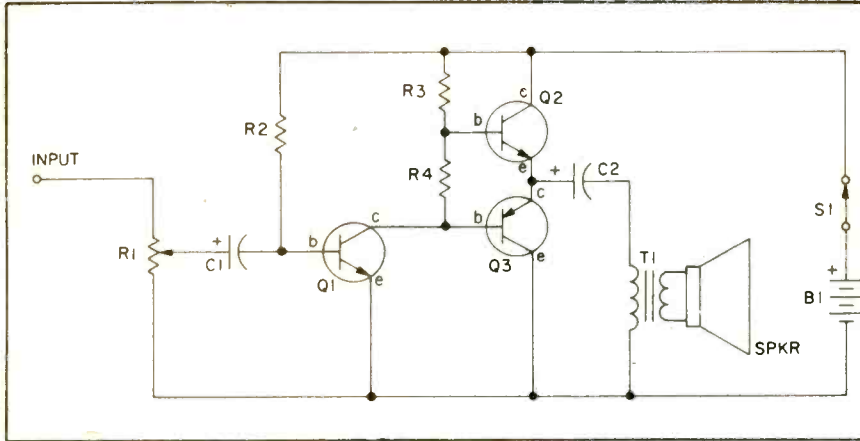 c
Q2
R3
b
R2
e
INPUT
R4
+
C2
c
S1
+
c
b
R1
C1
b
Q3
e
T1
+
Q1
e
B1
SPKR